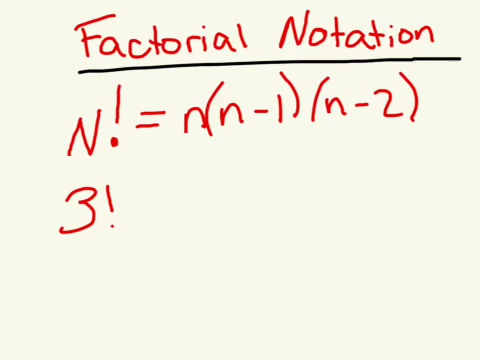 Factorial Notation
N! = n(n-1)(n-2)
3!